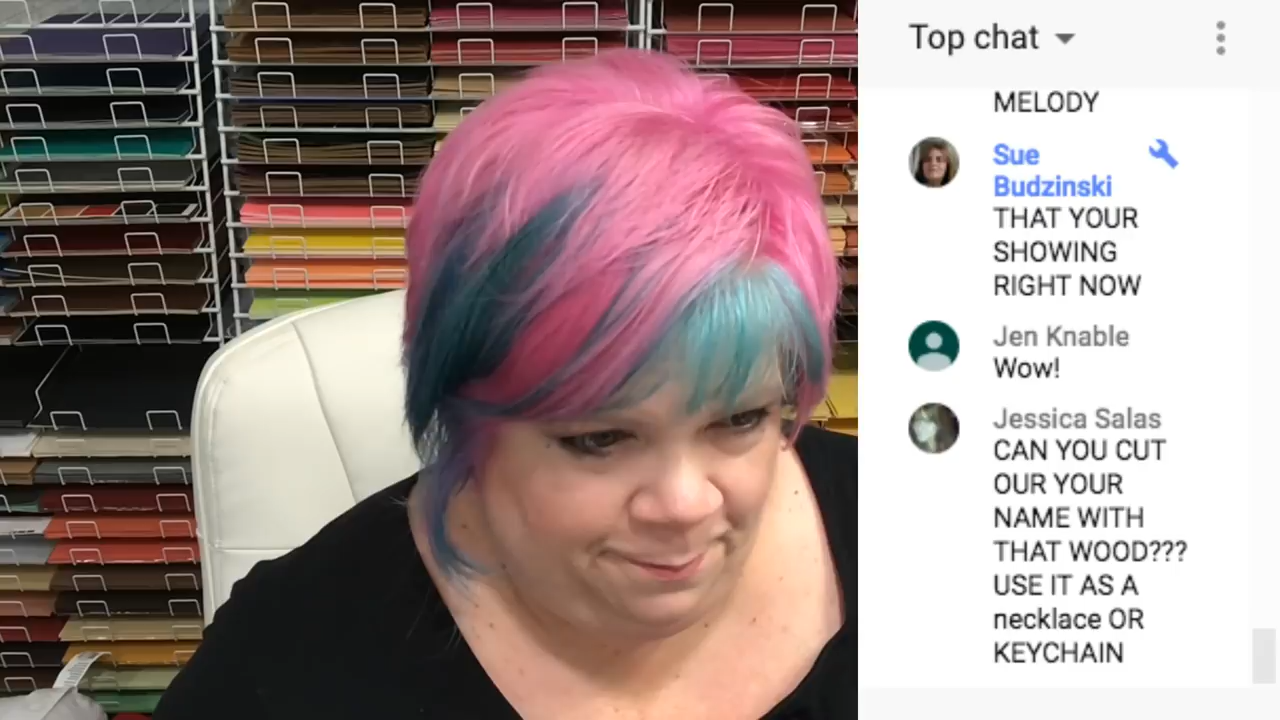 Top chat
MELODY
Sue
Budzinski
THAT YOUR
SHOWING
RIGHT NOW
Jen Knable
Wow!
Jessica Salas
CAN YOU CUT
OUR YOUR
NAME WITH
THAT WOOD???
USE IT AS A
necklace OR
KEYCHAIN